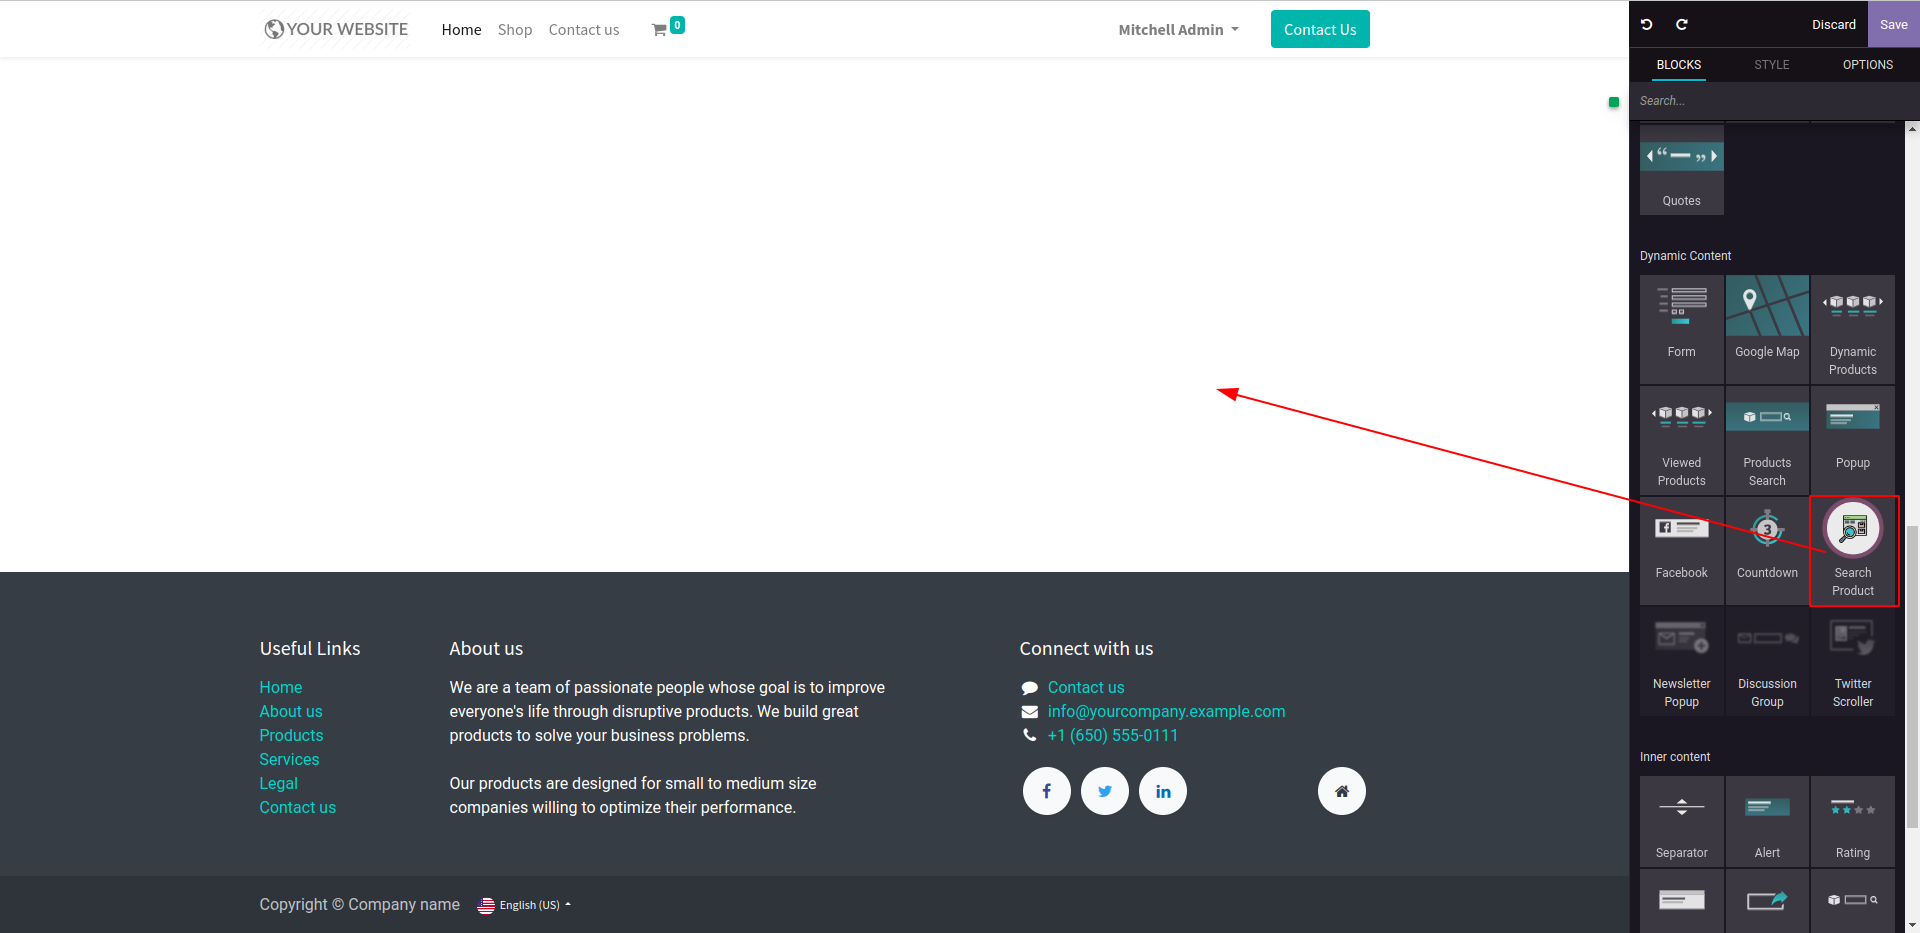 YOUR WEBSITE
Home
Shop
Contact us
0
Mitchell Admin
Contact Us
Discard
Save
BLOCKS
STYLE
OPTIONS
Search...
Quotes
Dynamic Content
Form
Google Map
Dynamic
Products
Viewed
Products
Products
Search
Popup
Facebook
3
Countdown
Search
Product
Newsletter
Popup
Discussion
Group
Twitter
Scroller
Inner content
Separator
Alert
Rating
Useful Links
Home
About us
Products
Services
Legal
Contact us
About us
We are a team of passionate people whose goal is to improve
everyone's life through disruptive products. We build great
products to solve your business problems.
Our products are designed for small to medium size
companies willing to optimize their performance.
Connect with us
Contact us
info@yourcompany.example.com
+1 (650) 555-0111
Copyright © Company name
English (US)